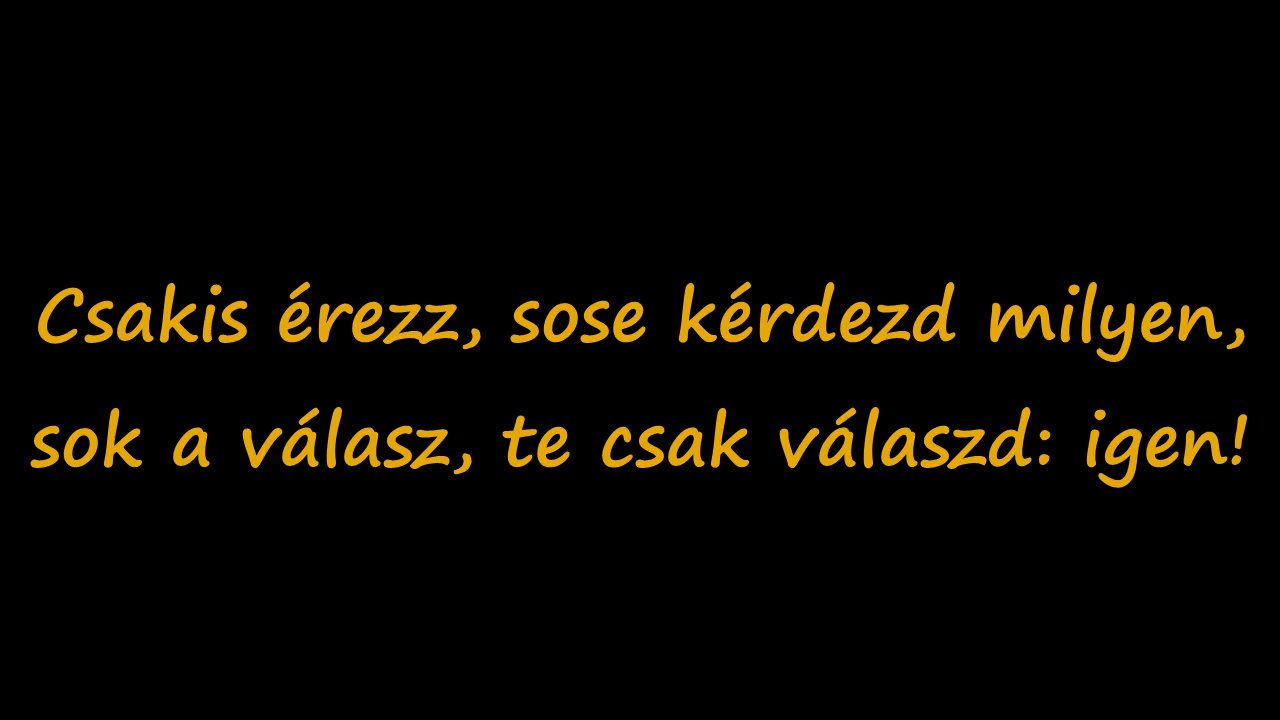 Csakis érezz, sose kérdezd milyen,
sok a válasz, te csak válaszd: igen!